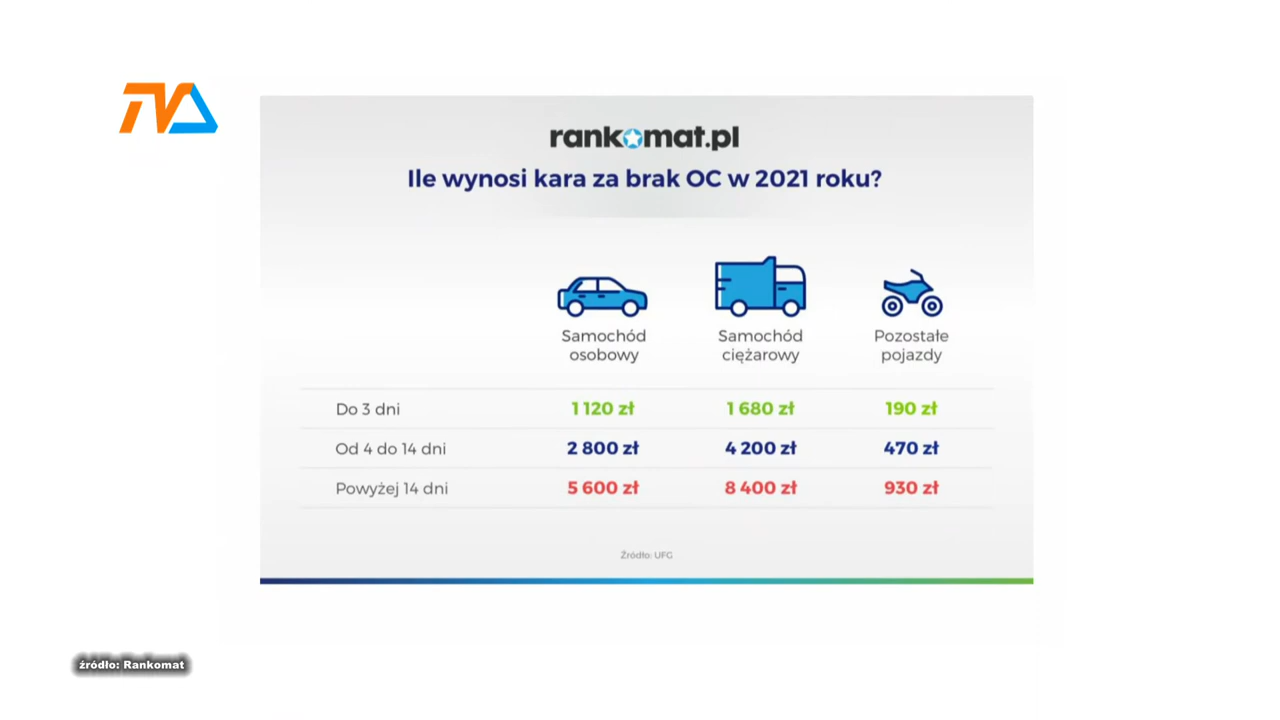 TVA
rankomat.pl
Ile wynosi kara za brak OC w 2021 roku?
Samochód osobowy
Samochód ciężarowy
Pozostałe pojazdy
Do 3 dni 1 120 zł 1 680 zł 190 zł
Od 4 do 14 dni 2 800 zł 4 200 zł 470 zł
Powyżej 14 dni 5 600 zł 8 400 zł 930 zł
Źródło: UFG
źródło: Rankomat